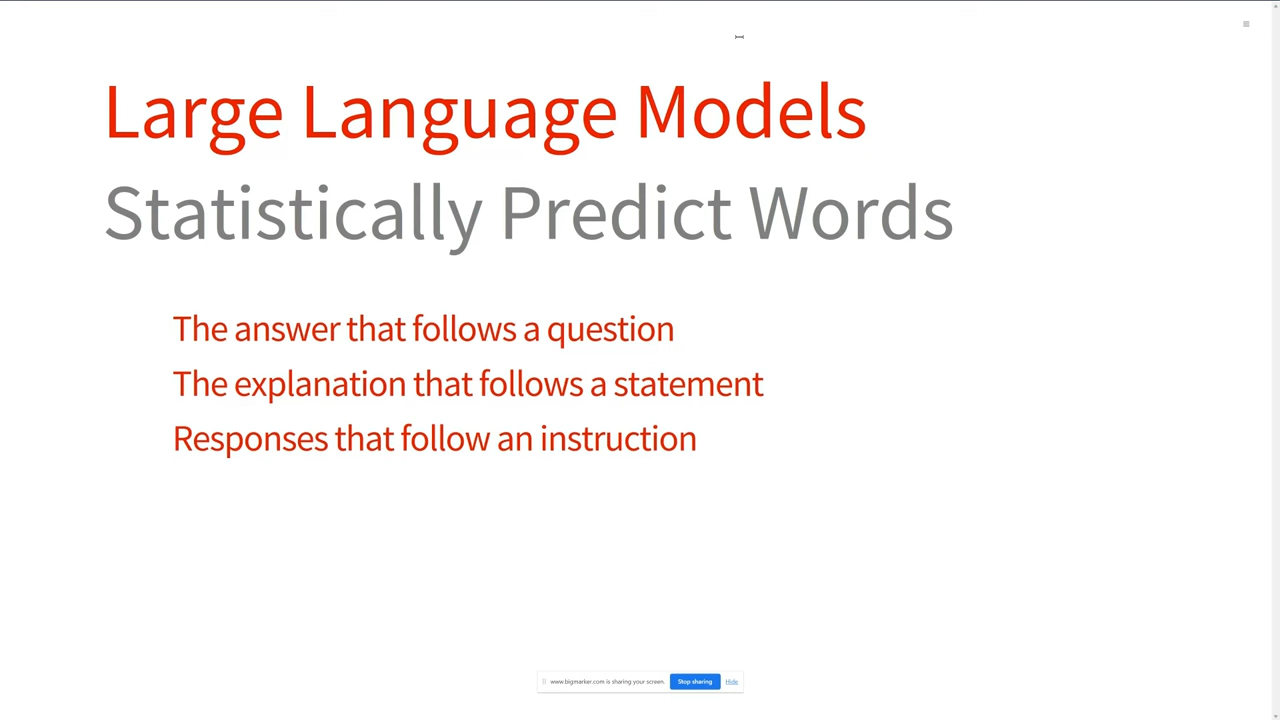 Large Language Models
Statistically Predict Words
The answer that follows a question
The explanation that follows a statement
Responses that follow an instruction
www.bigmarker.com is sharing your screen. Stop sharing Hide